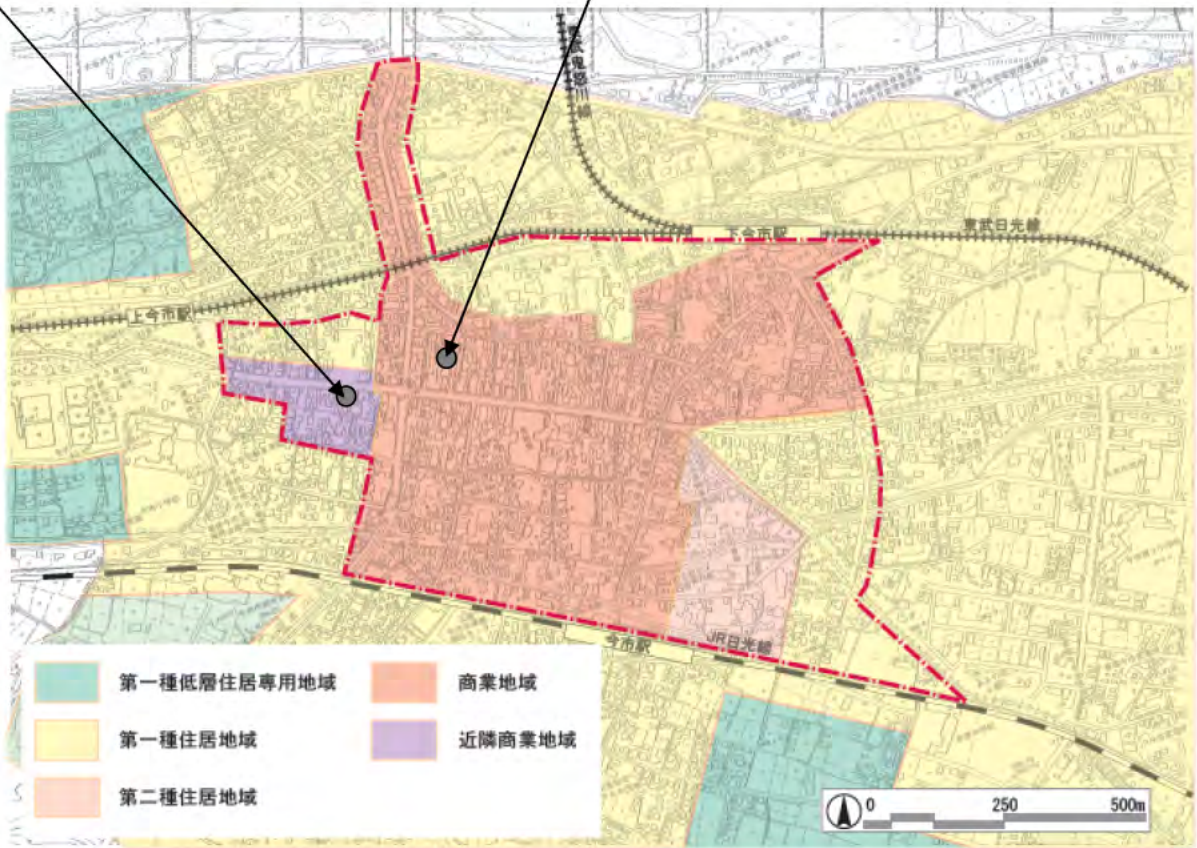 東武鬼怒川線
下今市駅
東武日光線
上今市駅
今市駅
JR日光線
第一種低層住居専用地域
第一種住居地域
第二種住居地域
商業地域
近隣商業地域
0 250 500m